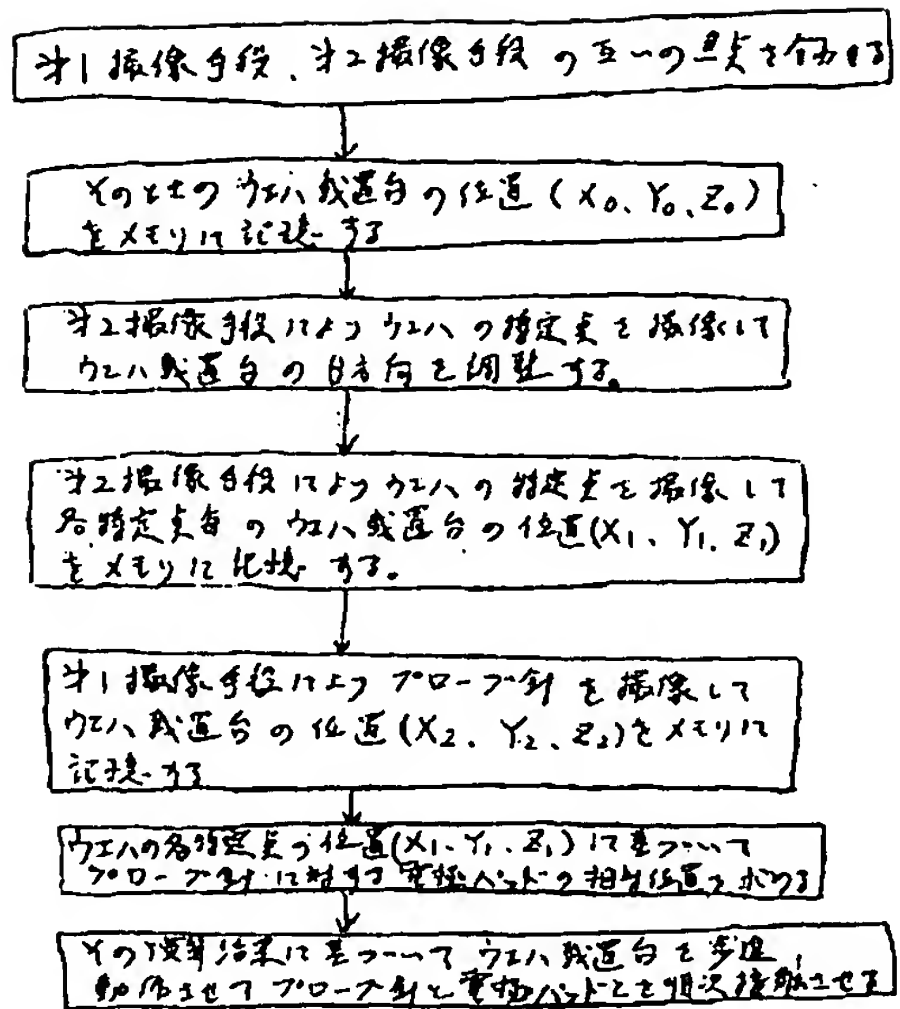 第1撮像手段、第2撮像手段の互いの焦点を合わせる
そのときのウエハ載置台の位置(X0、Y0、Z0)
をメモリに記憶する
第2撮像手段によりウエハの特定点を撮像して
ウエハ載置台のθ方向を調整する。
第2撮像手段によりウエハの特定点を撮像して
各特定点毎のウエハ載置台の位置(X1、Y1、Z1)
をメモリに記憶する。
第1撮像手段によりプローブ針を撮像して
ウエハ載置台の位置(X2、Y2、Z2)をメモリに
記憶する
ウエハの各特定点の位置(X1、Y1、Z1)に基づいて
プローブ針に対する電極パッドの相対位置を求める
その演算結果に基づいてウエハ載置台を歩進
動作させてプローブ針と電極パッドとを順次接触させる